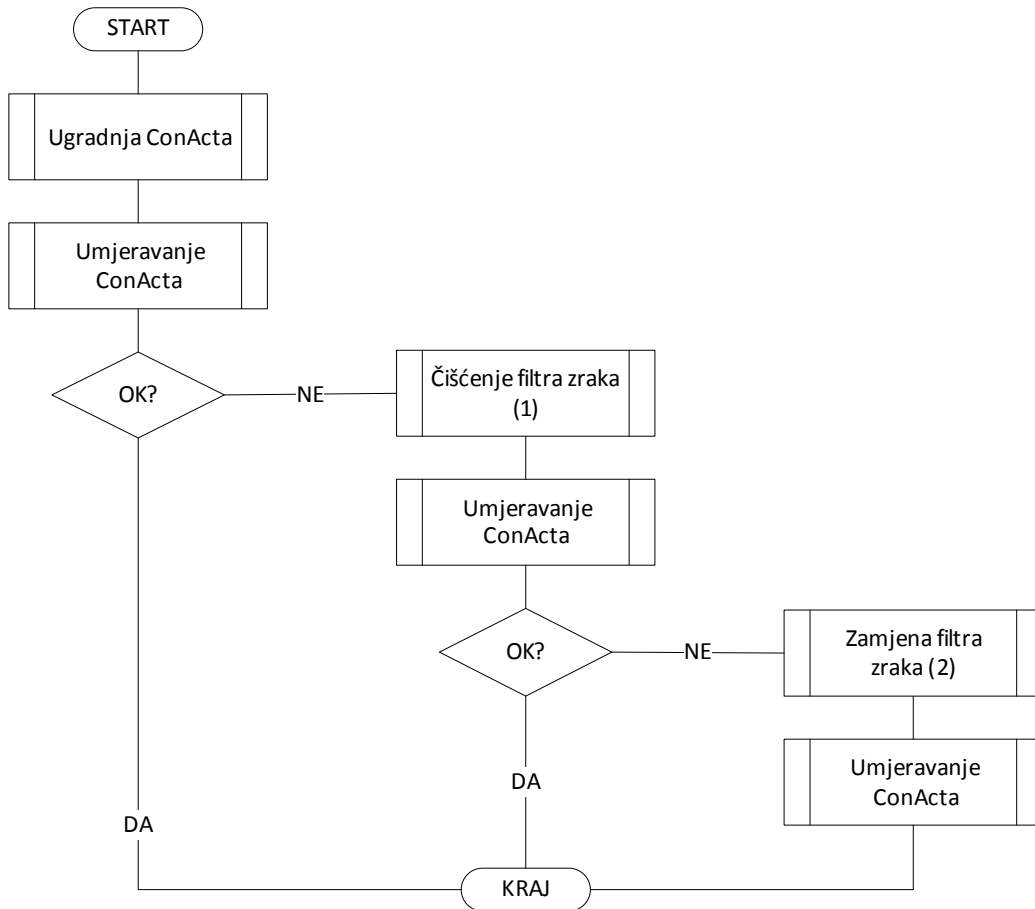 START
Ugradnja ConActa
Umjeravanje
ConActa
OK?
NE
Čišćenje filtra zraka
(1)
Umjeravanje
ConActa
OK?
NE
Zamjena filtra
zraka (2)
Umjeravanje
ConActa
DA
DA
KRAJ